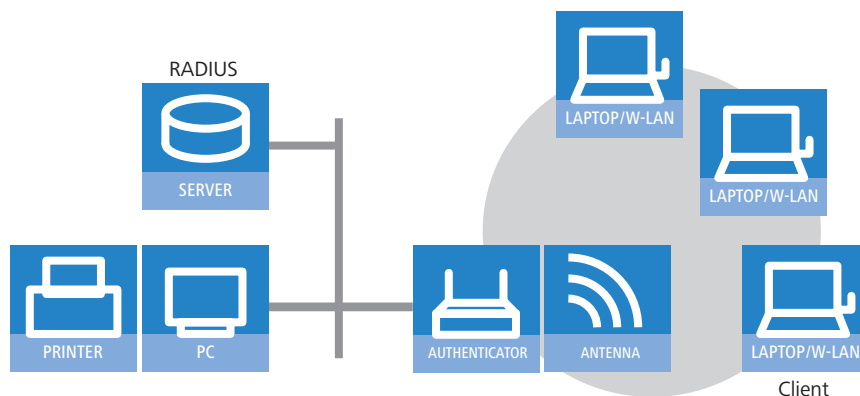 RADIUS
LAPTOP/W-LAN
LAPTOP/W-LAN
SERVER
PRINTER
PC
AUTHENTICATOR
ANTENNA
LAPTOP/W-LAN
Client